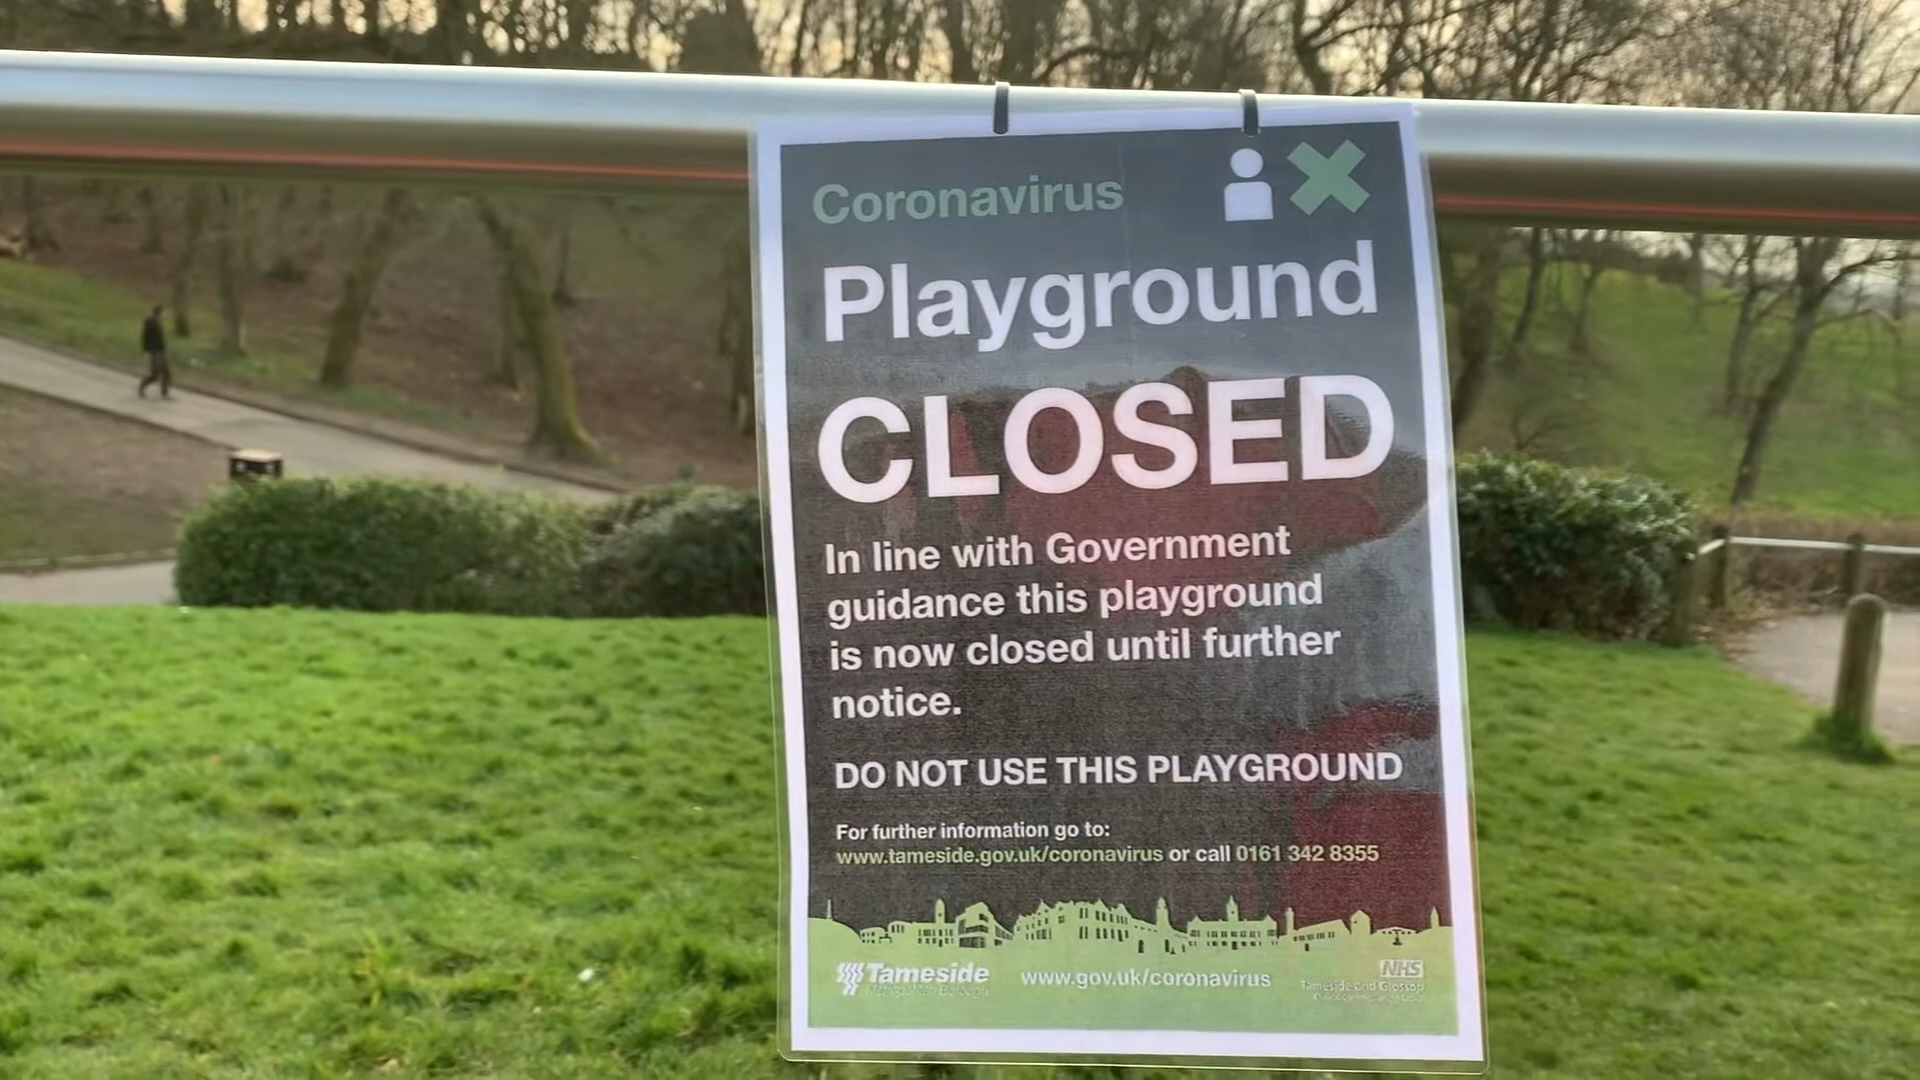 Coronavirus
Playground
CLOSED
In line with Government
guidance this playground
is now closed until further
notice.
DO NOT USE THIS PLAYGROUND
For further information go to:
www.tameside.gov.uk/coronavirus or call 0161 342 8355
Tameside
Metropolitan Borough
www.gov.uk/coronavirus
NHS
Tameside and Glossop